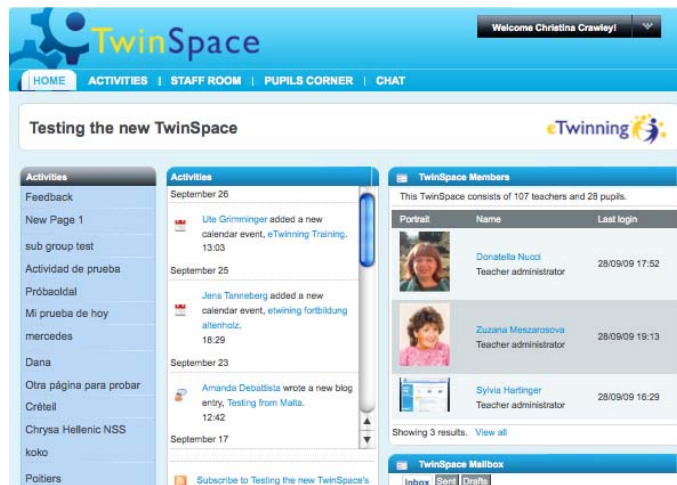 TwinSpace
Welcome Christina Crawley!
HOME ACTIVITIES | STAFF ROOM | PUPILS CORNER | CHAT
Testing the new TwinSpace
eTwinning
Activities
Feedback
New Page 1
sub group test
Actividad de prueba
Próbaoldal
Mi prueba de hoy
mercedes
Dana
Otra página para probar
Créteil
Chrysa Hellenic NSS
koko
Poitiers
Activities
September 26
Ute Grimminger added a new
calendar event, eTwinning Training.
13:03
September 25
Jens Tanneberg added a new
calendar event, etwining fortbildung
altenholz.
18:29
September 23
Amanda Debattista wrote a new blog
entry, Testing from Malta.
12:42
September 17
Subscribe to Testing the new TwinSpace's
TwinSpace Members
This TwinSpace consists of 107 teachers and 28 pupils.
Portrait Name Last login
Donatella Nucci
Teacher administrator
28/09/09 17:52
Zuzana Meszarosova
Teacher administrator
28/09/09 19:13
Sylvia Hartinger
Teacher administrator
28/09/09 16:29
Showing 3 results. View all
TwinSpace Mailbox
Inbox Sent Drafts